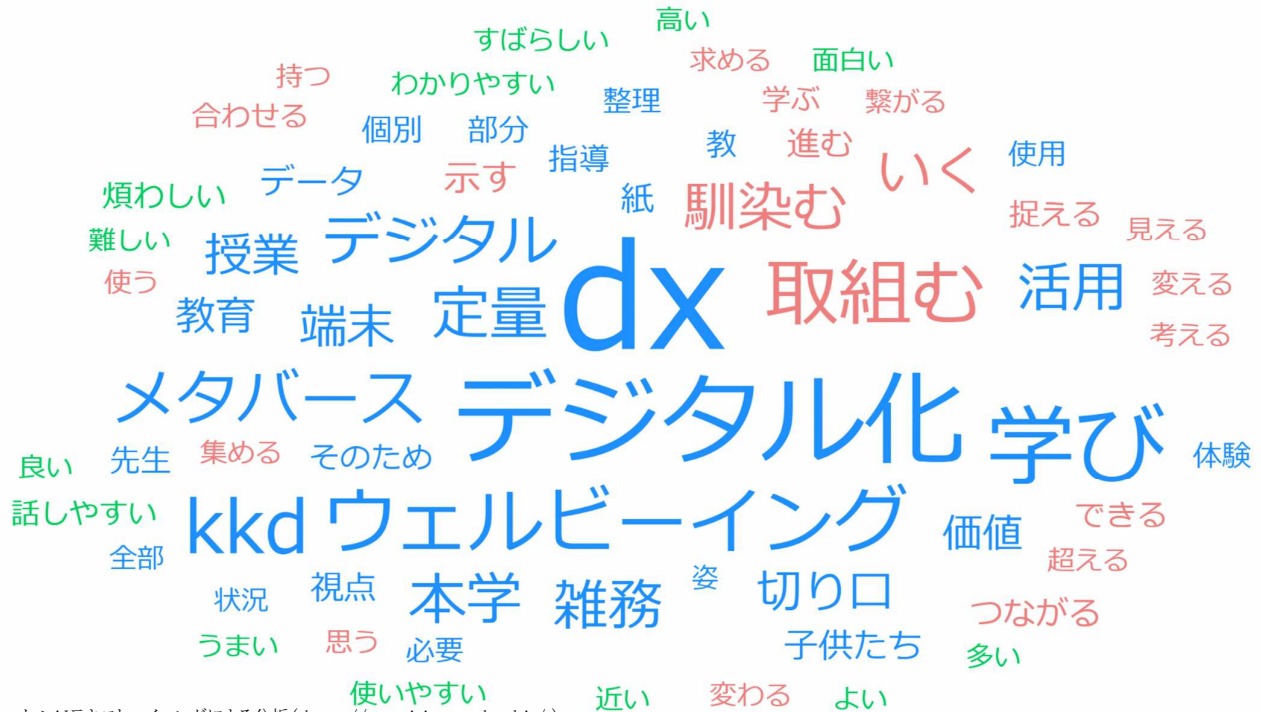 高い
すばらしい
求める 面白い
持つ わかりやすい 整理 学ぶ 繋がる
合わせる 個別 部分 教 進む 使用
指導 いく
煩わしい データ 示す 紙 馴染む 捉える 見える
難しい 授業 デジタル
使う dx 取組む 活用 変える
教育 端末 定量 考える
メタバース デジタル化 学び
良い 先生 集める そのため 体験
話しやすい kkd ウェルビーイング 価値 できる
全部 超える
状況 視点 本学 雑務 姿 切り口 つながる
うまい 思う 必要 子供たち 多い
使いやすい 近い 変わる よい